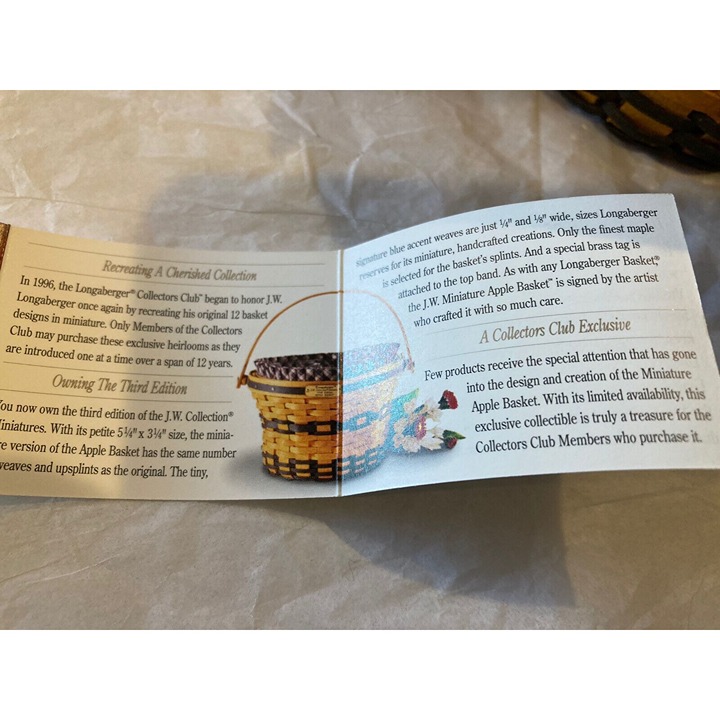 Recreating A Cherished Collection
In 1996, the Longaberger® Collectors Club™ began to honor J.W.
Longaberger once again by recreating his original 12 basket
designs in miniature. Only Members of the Collectors
Club may purchase these exclusive heirlooms as they
are introduced one at a time over a span of 12 years.
Owning The Third Edition
You now own the third edition of the J.W. Collection®
Miniatures. With its petite 5¾" x 3¼" size, the minia-
re version of the Apple Basket has the same number
weaves and upsplints as the original. The tiny,
signature blue accent weaves are just ¼" and ⅛" wide, sizes Longaberger
reserves for its miniature, handcrafted creations. Only the finest maple
is selected for the basket's splints. And a special brass tag is
attached to the top band. As with any Longaberger Basket,®
the J.W. Miniature Apple Basket™ is signed by the artist
who crafted it with so much care.
A Collectors Club Exclusive
Few products receive the special attention that has gone
into the design and creation of the Miniature
Apple Basket. With its limited availability, this
exclusive collectible is truly a treasure for the
Collectors Club Members who purchase it.